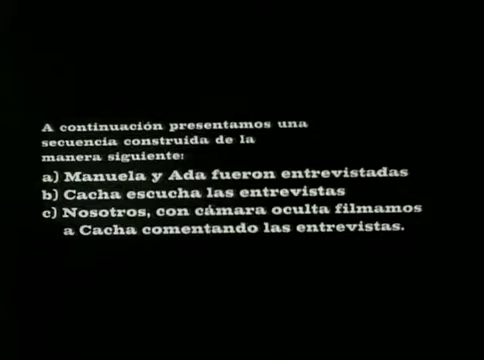 A continuación presentamos una
secuencia construida de la
manera siguiente:
a) Manuela y Ada fueron entrevistadas
b) Cacha escucha las entrevistas
c) Nosotros, con cámara oculta filmamos
a Cacha comentando las entrevistas.